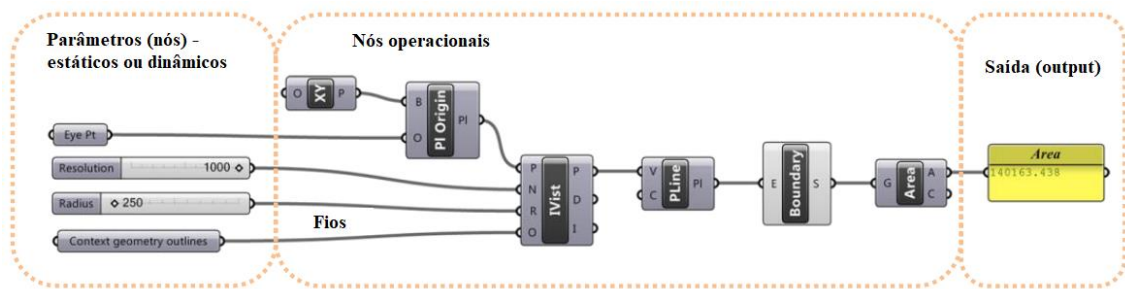 Parâmetros (nós) -
estáticos ou dinâmicos
Nós operacionais
Saída (output)
O XY P
B
O
Pl Origin
Pl
Eye Pt
Resolution 1000
Radius 250
Context geometry outlines
Fios
P
N
R
O
IVist
P
D
I
V
C
PLine
Pl
E Boundary S
G Area
A
C
Area
140163.438